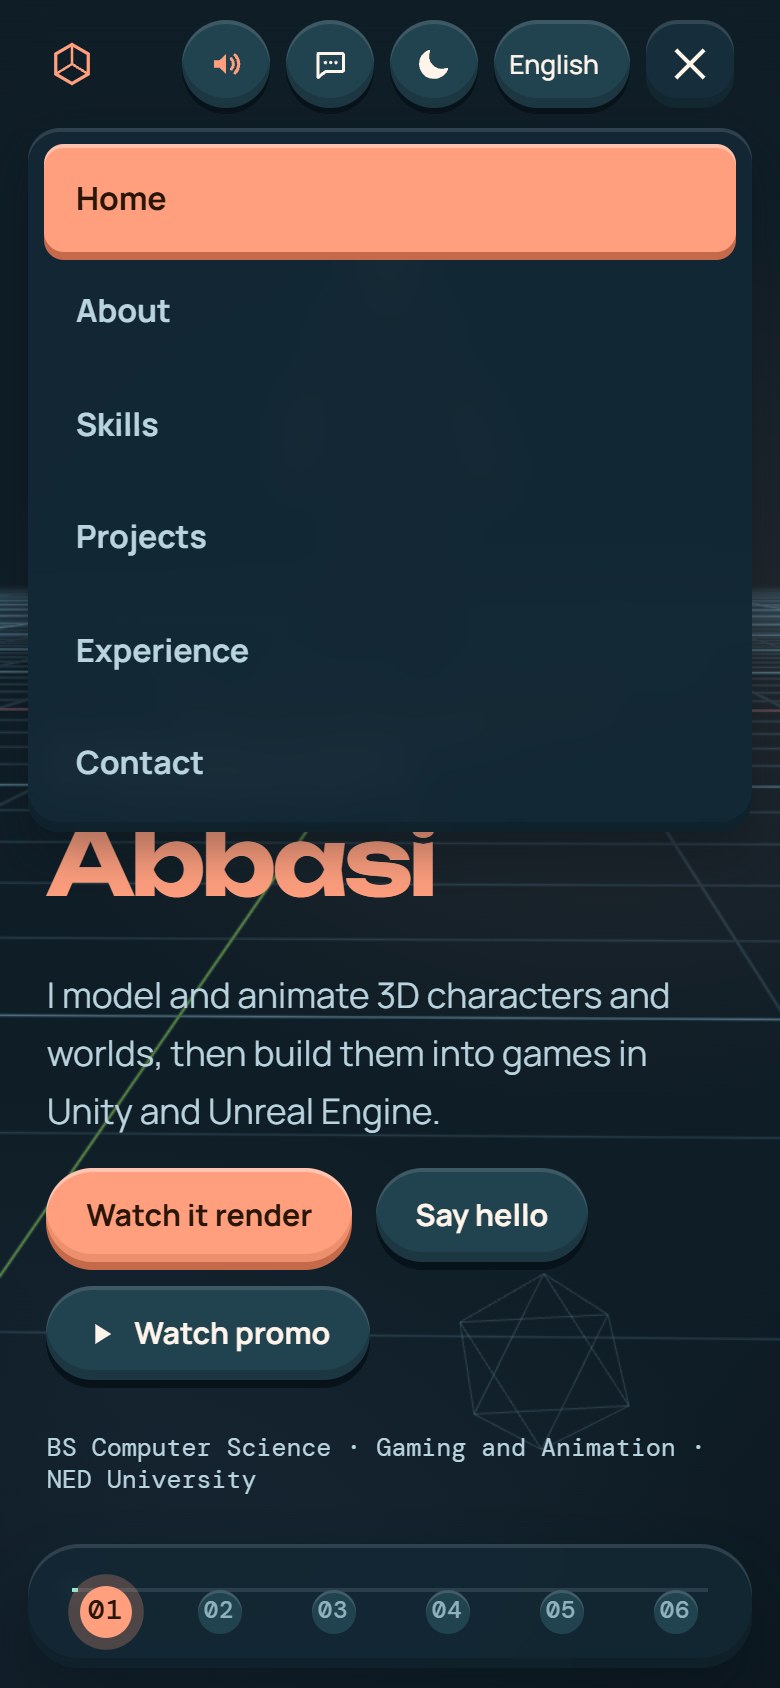 English
Home
About
Skills
Projects
Experience
Contact
Abbasi
I model and animate 3D characters and
worlds, then build them into games in
Unity and Unreal Engine.
Watch it render
Say hello
Watch promo
BS Computer Science · Gaming and Animation ·
NED University
01 02 03 04 05 06